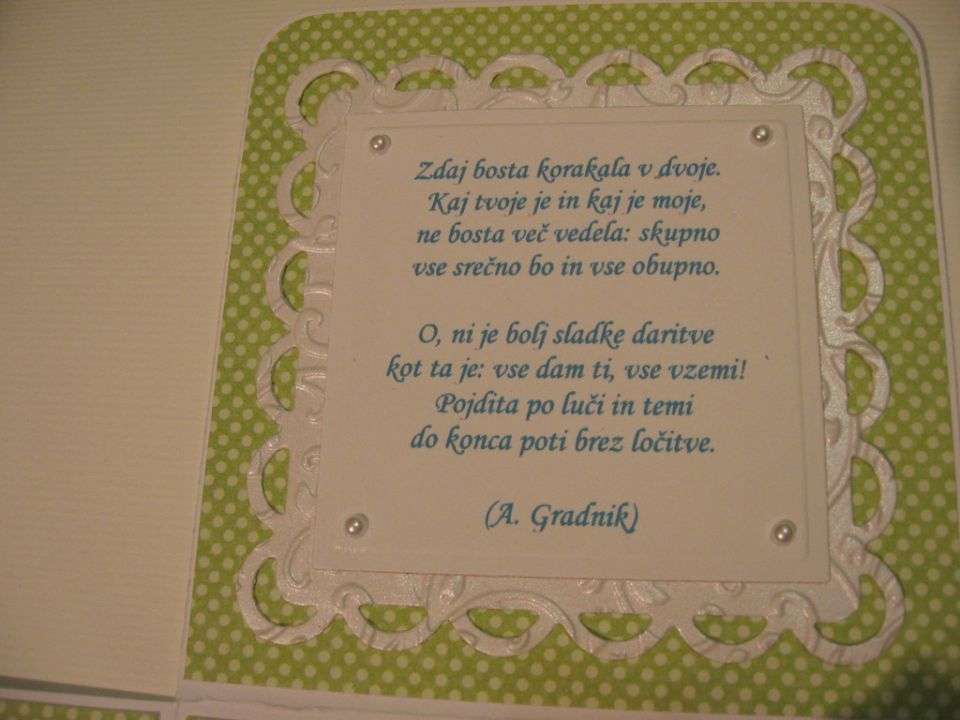 Zdaj bosta korakala v dvoje.
Kaj tvoje je in kaj je moje,
ne bosta več vedela: skupno
vse srečno bo in vse obupno.
O, ni je bolj sladke daritve
kot ta je: vse dam ti, vse vzemi!
Pojdita po luči in temi
do konca poti brez ločitve.
(A. Gradnik)